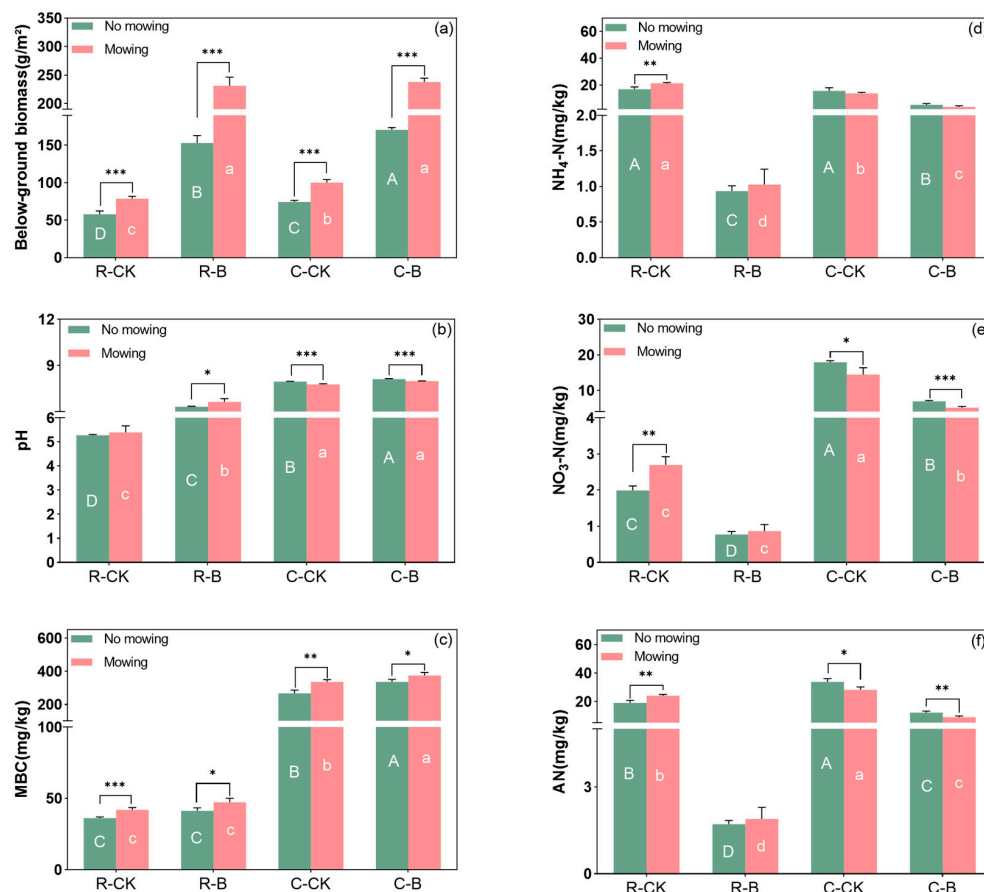 (a)
No mowing
Mowing
Below-ground biomass(g/m²)
350
300
250
200
150
100
50
0
***
***
***
***
D
c
B
a
C
b
A
a
R-CK
R-B
C-CK
C-B
(d)
No mowing
Mowing
NH₄-N(mg/kg)
60
40
20
2.0
1.5
1.0
0.5
0.0
**
A
a
C
d
A
b
B
c
R-CK
R-B
C-CK
C-B
(b)
No mowing
Mowing
pH
12
8
6
5
4
3
2
1
0
*
***
***
D
c
C
b
B
a
A
a
R-CK
R-B
C-CK
C-B
(e)
No mowing
Mowing
NO₃-N(mg/kg)
30
20
10
4
3
2
1
0
**
*
***
C
c
D
c
A
a
B
b
R-CK
R-B
C-CK
C-B
(c)
No mowing
Mowing
MBC(mg/kg)
600
400
200
100
50
0
***
*
**
*
C
c
C
c
B
b
A
a
R-CK
R-B
C-CK
C-B
(f)
No mowing
Mowing
AN(mg/kg)
60
40
20
3
0
**
*
**
B
b
D
d
A
a
C
c
R-CK
R-B
C-CK
C-B